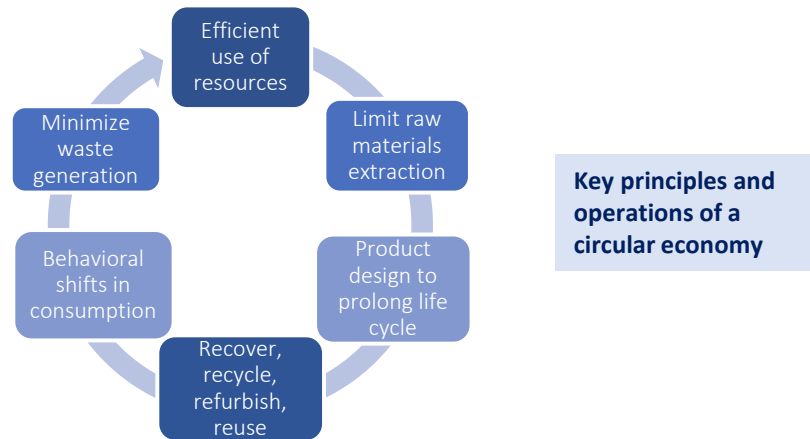 Efficient
use of
resources
Limit raw
materials
extraction
Product
design to
prolong life
cycle
Recover,
recycle,
refurbish,
reuse
Behavioral
shifts in
consumption
Minimize
waste
generation
Key principles and
operations of a
circular economy